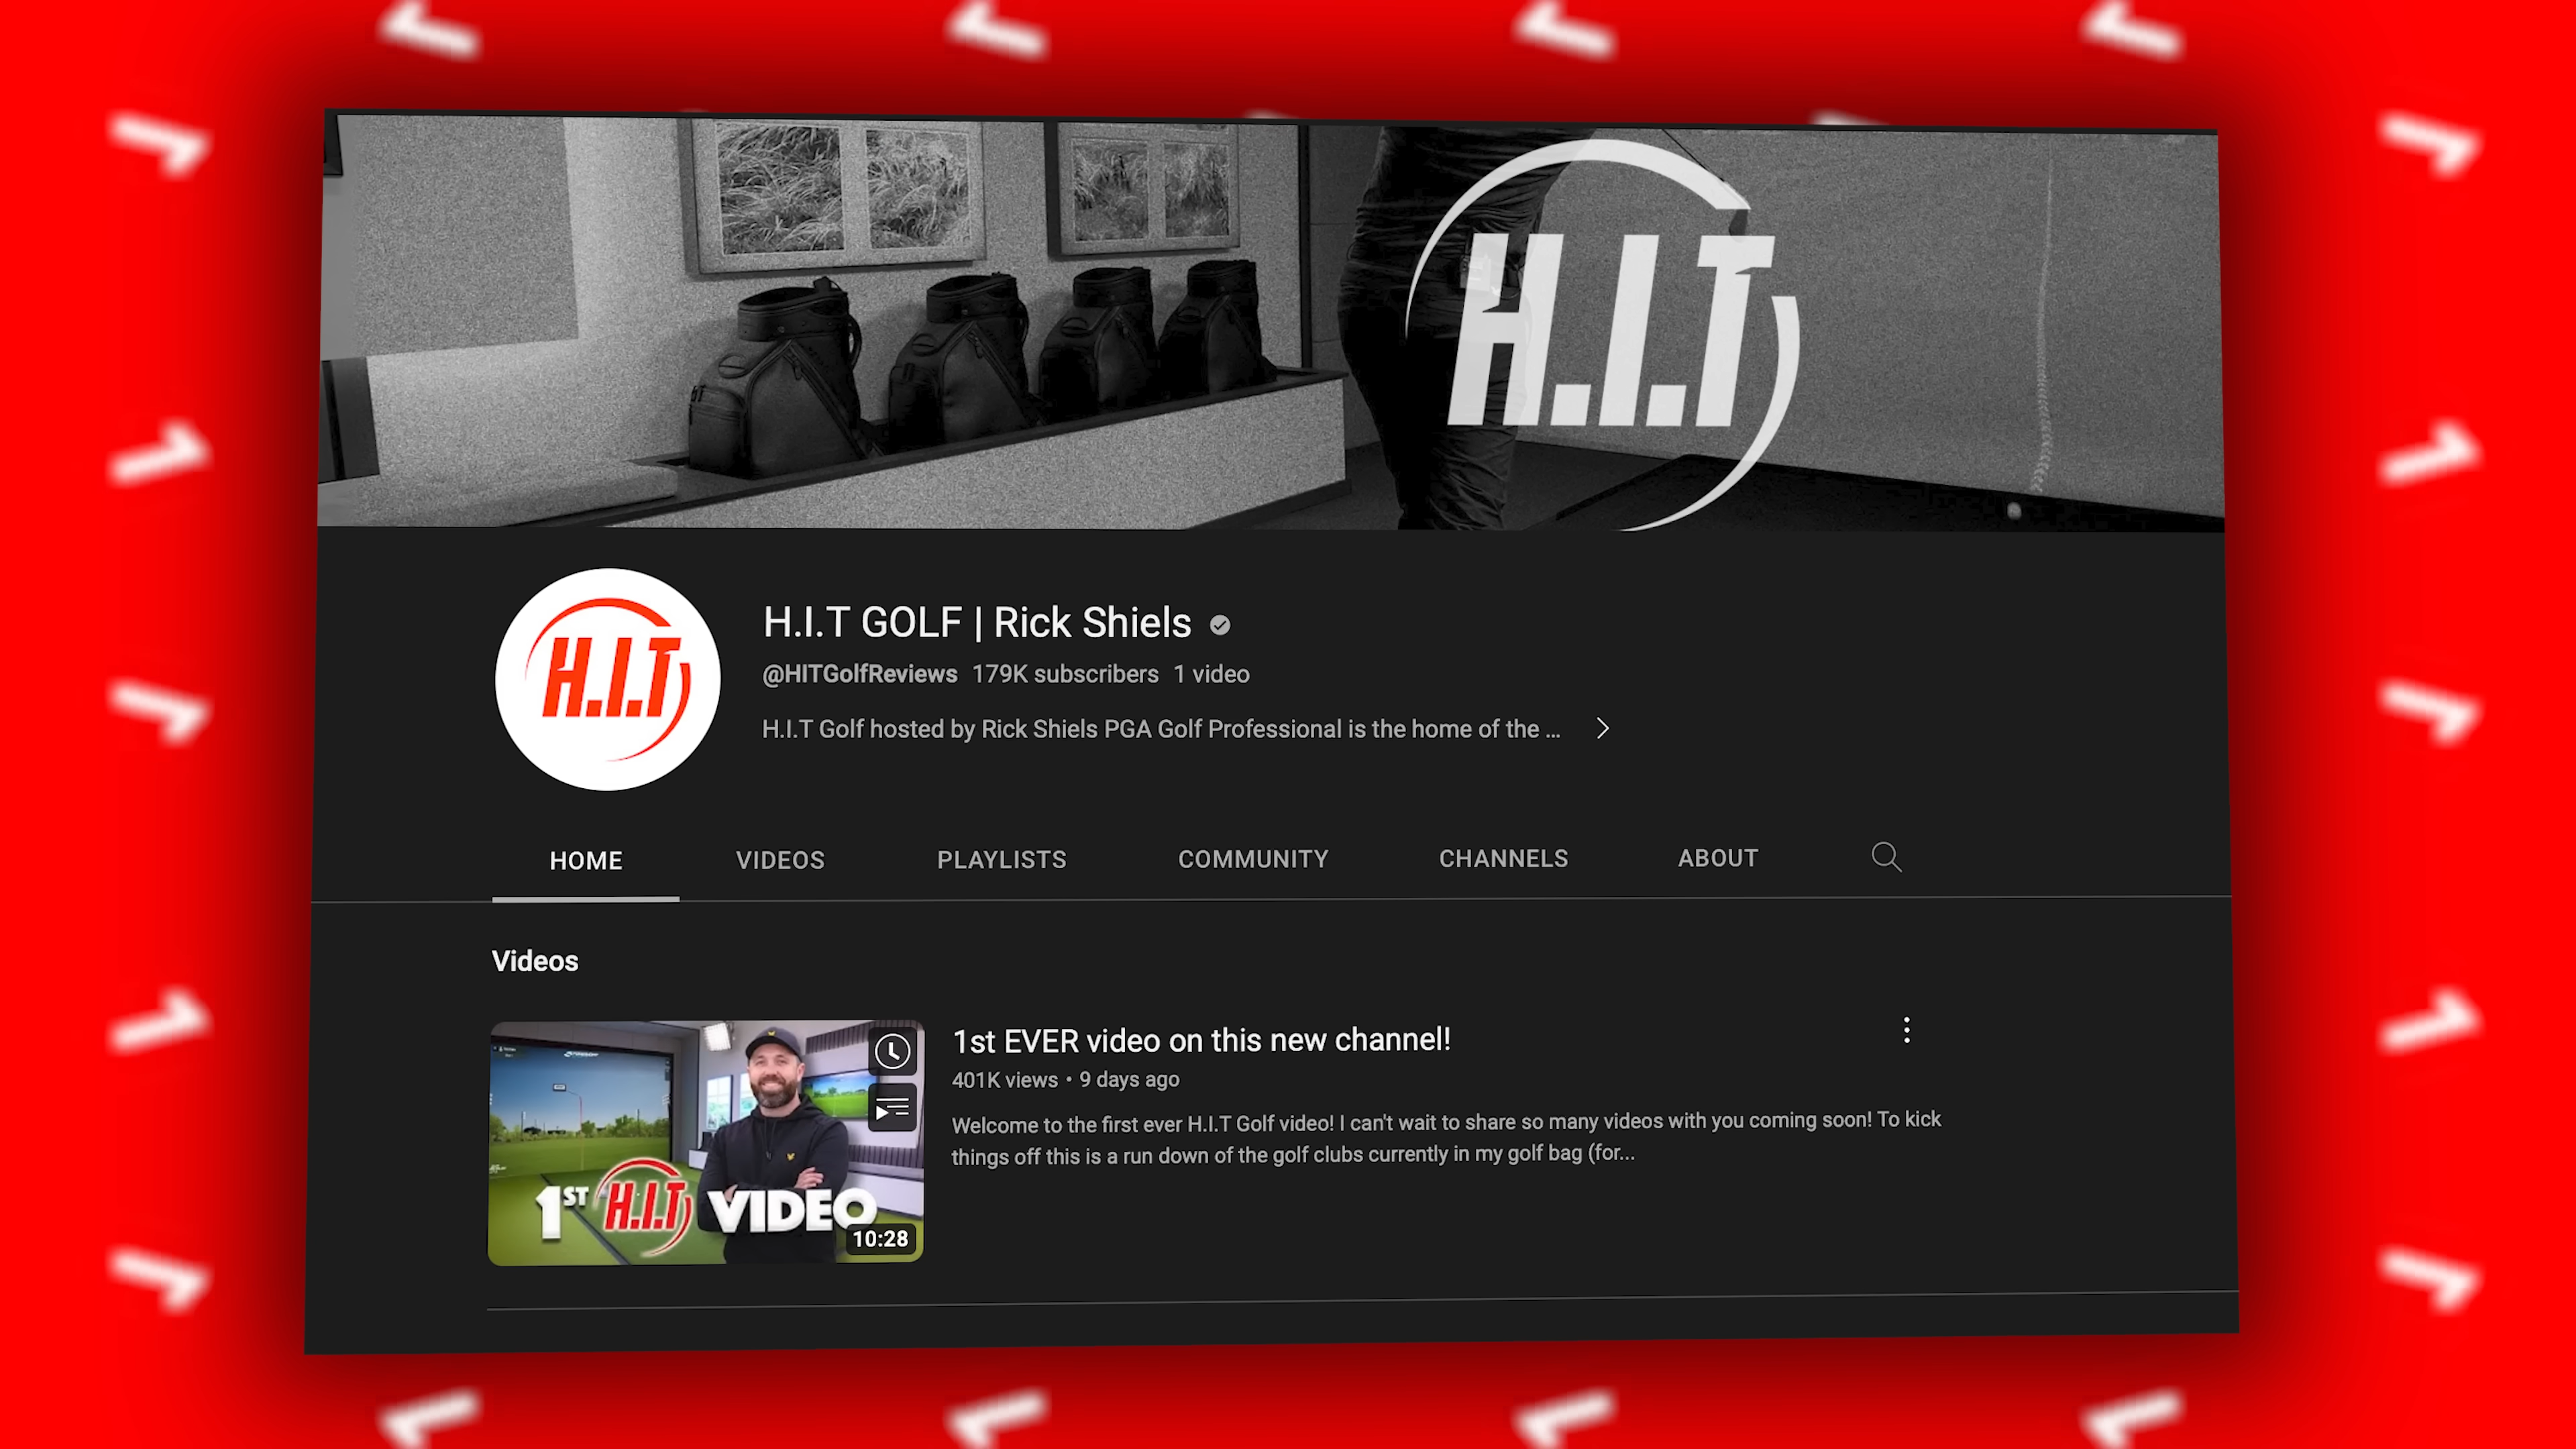 H.I.T
H.I.T
H.I.T GOLF | Rick Shiels
@HITGolfReviews 179K subscribers 1 video
H.I.T Golf hosted by Rick Shiels PGA Golf Professional is the home of the ...
HOME VIDEOS PLAYLISTS COMMUNITY CHANNELS ABOUT
Videos
1ST H.I.T VIDEO
10:28
1st EVER video on this new channel!
401K views • 9 days ago
Welcome to the first ever H.I.T Golf video! I can't wait to share so many videos with you coming soon! To kick
things off this is a run down of the golf clubs currently in my golf bag (for...